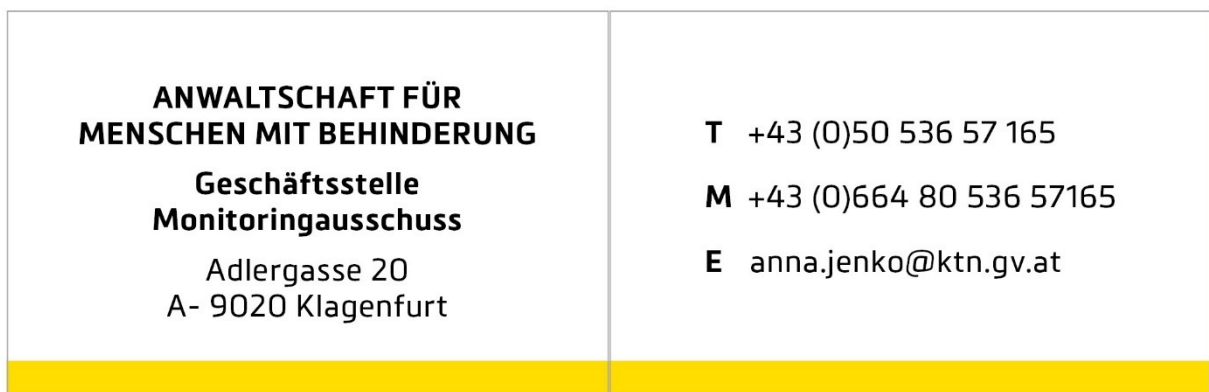 ANWALTSCHAFT FÜR
MENSCHEN MIT BEHINDERUNG
Geschäftsstelle
Monitoringausschuss
Adlergasse 20
A- 9020 Klagenfurt
T +43 (0)50 536 57 165
M +43 (0)664 80 536 57165
E anna.jenko@ktn.gv.at